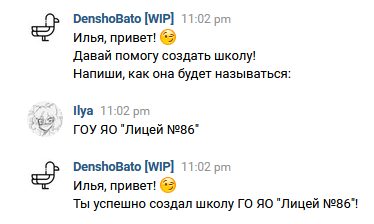 DenshoBato [WIP] 11:02 pm
Илья, привет! 😉
Давай помогу создать школу!
Напиши, как она будет называться:
Ilya 11:02 pm
ГОУ ЯО "Лицей №86"
DenshoBato [WIP] 11:02 pm
Илья, привет! 😉
Ты успешно создал школу ГО ЯО "Лицей №86"!